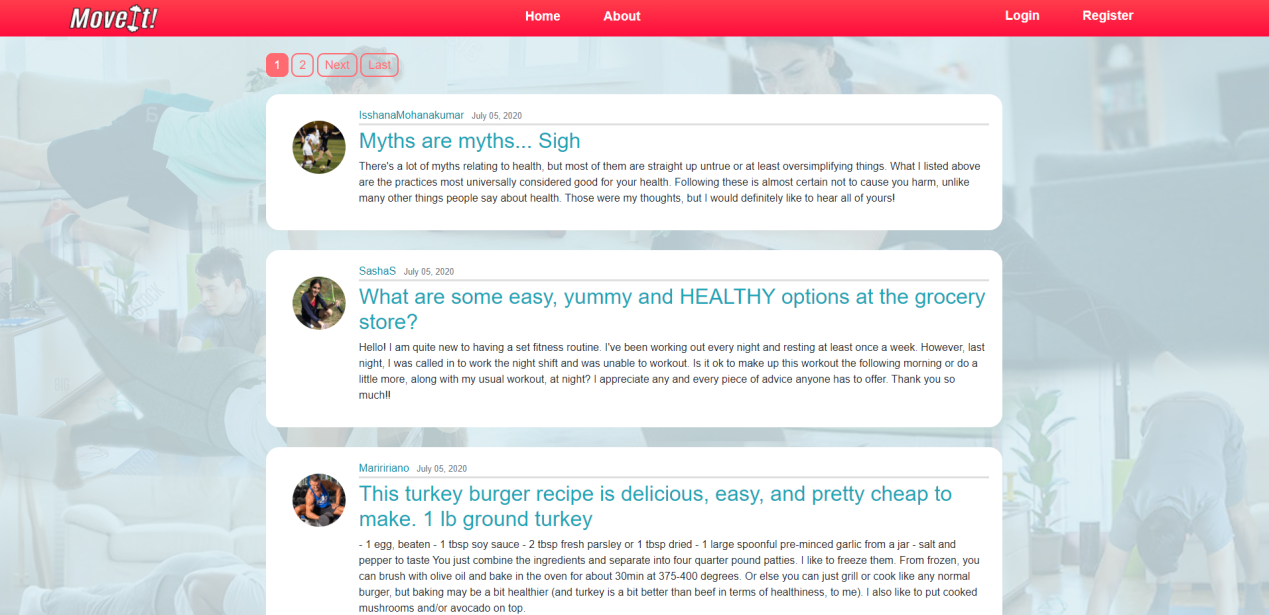 MoveIt!
Home
About
Login
Register
1
2
Next
Last
IsshanaMohanakumar July 05, 2020
Myths are myths... Sigh
There's a lot of myths relating to health, but most of them are straight up untrue or at least oversimplifying things. What I listed above
are the practices most universally considered good for your health. Following these is almost certain not to cause you harm, unlike
many other things people say about health. Those were my thoughts, but I would definitely like to hear all of yours!
SashaS July 05, 2020
What are some easy, yummy and HEALTHY options at the grocery
store?
Hello! I am quite new to having a set fitness routine. I've been working out every night and resting at least once a week. However, last
night, I was called in to work the night shift and was unable to workout. Is it ok to make up this workout the following morning or do a
little more, along with my usual workout, at night? I appreciate any and every piece of advice anyone has to offer. Thank you so
much!!
Mariririano July 05, 2020
This turkey burger recipe is delicious, easy, and pretty cheap to
make. 1 lb ground turkey
- 1 egg, beaten - 1 tbsp soy sauce - 2 tbsp fresh parsley or 1 tbsp dried - 1 large spoonful pre-minced garlic from a jar - salt and
pepper to taste You just combine the ingredients and separate into four quarter pound patties. I like to freeze them. From frozen, you
can brush with olive oil and bake in the oven for about 30min at 375-400 degrees. Or else you can just grill or cook like any normal
burger, but baking may be a bit healthier (and turkey is a bit better than beef in terms of healthiness, to me). I also like to put cooked
mushrooms and/or avocado on top.